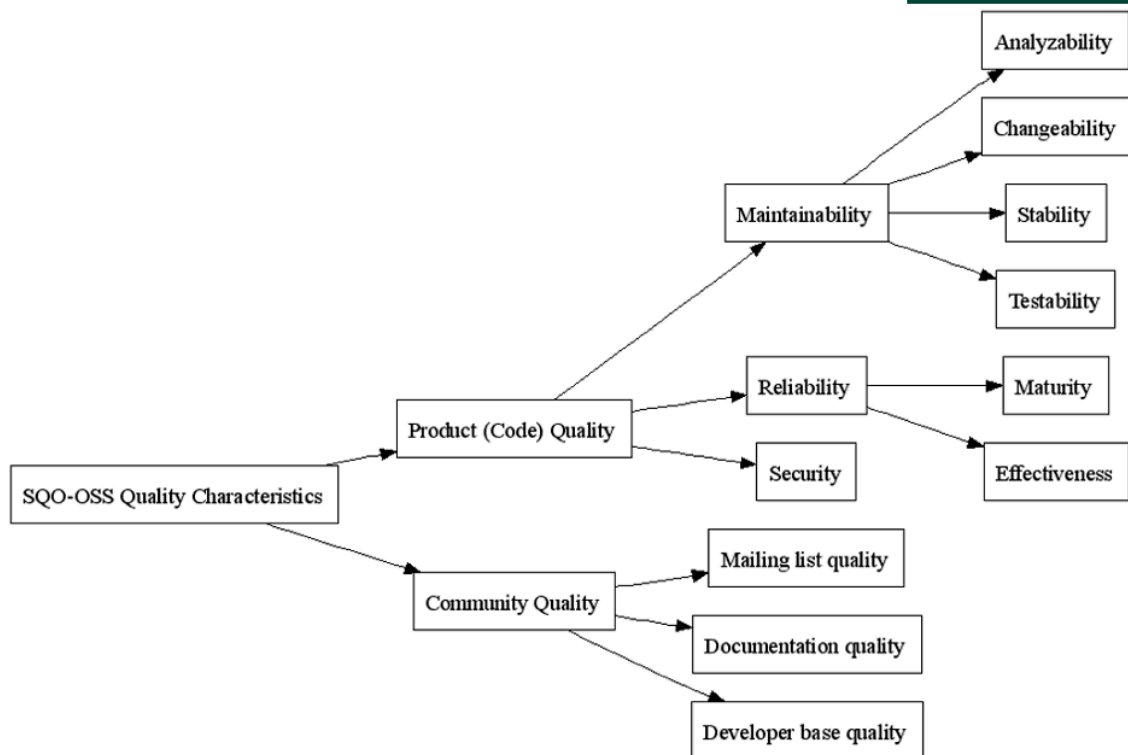 Analyzability
Changeability
Maintainability
Stability
Testability
Reliability
Maturity
Product (Code) Quality
Security
Effectiveness
SQO-OSS Quality Characteristics
Mailing list quality
Community Quality
Documentation quality
Developer base quality